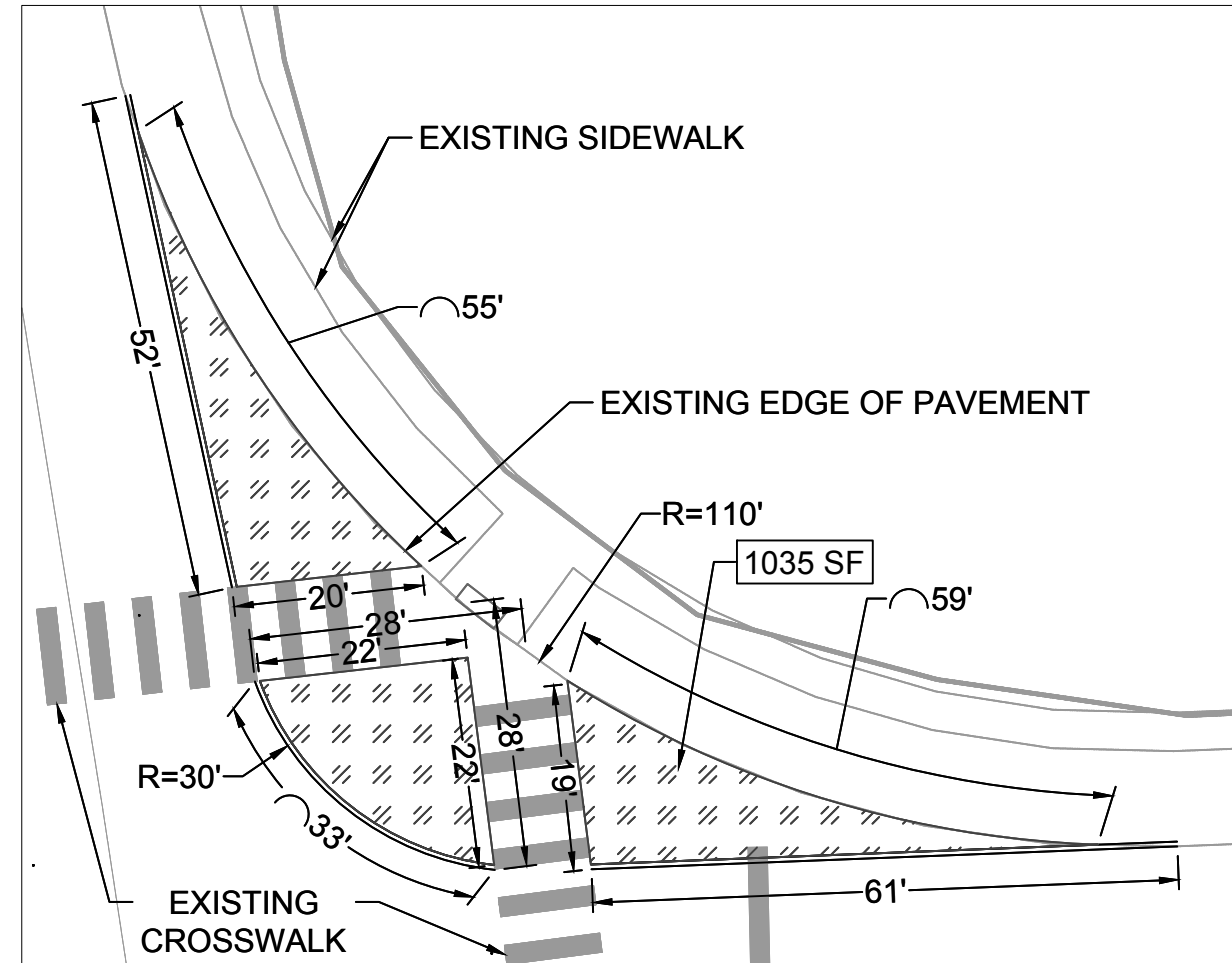 EXISTING SIDEWALK
⌒55'
52'
EXISTING EDGE OF PAVEMENT
R=110'
1035 SF
20'
⌒59'
28'
22'
28'
22'
19'
R=30'
⌒33'
61'
EXISTING
CROSSWALK